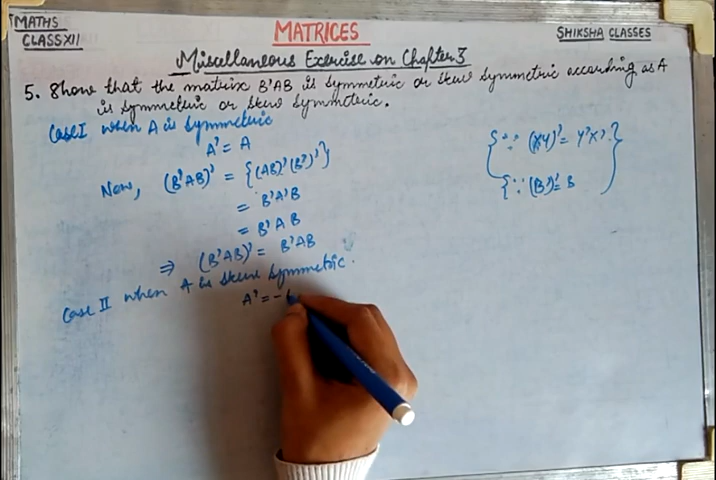 MATHS
CLASS XII
MATRICES
SHIKSHA CLASSES
Miscellaneous Exercise on Chapter 3
5. Show that the matrix B'AB is symmetric or skew symmetric according as A
is symmetric or skew symmetric.
Case I when A is symmetric
A' = A
Now, (B'AB)' = {(AB)'(B')'}
= B'A'B
= B'AB
⇒ (B'AB)' = B'AB
{∵ (XY)' = Y'X'.}
{∵ (B')' = B
Case II when A is skew symmetric.
A' = -